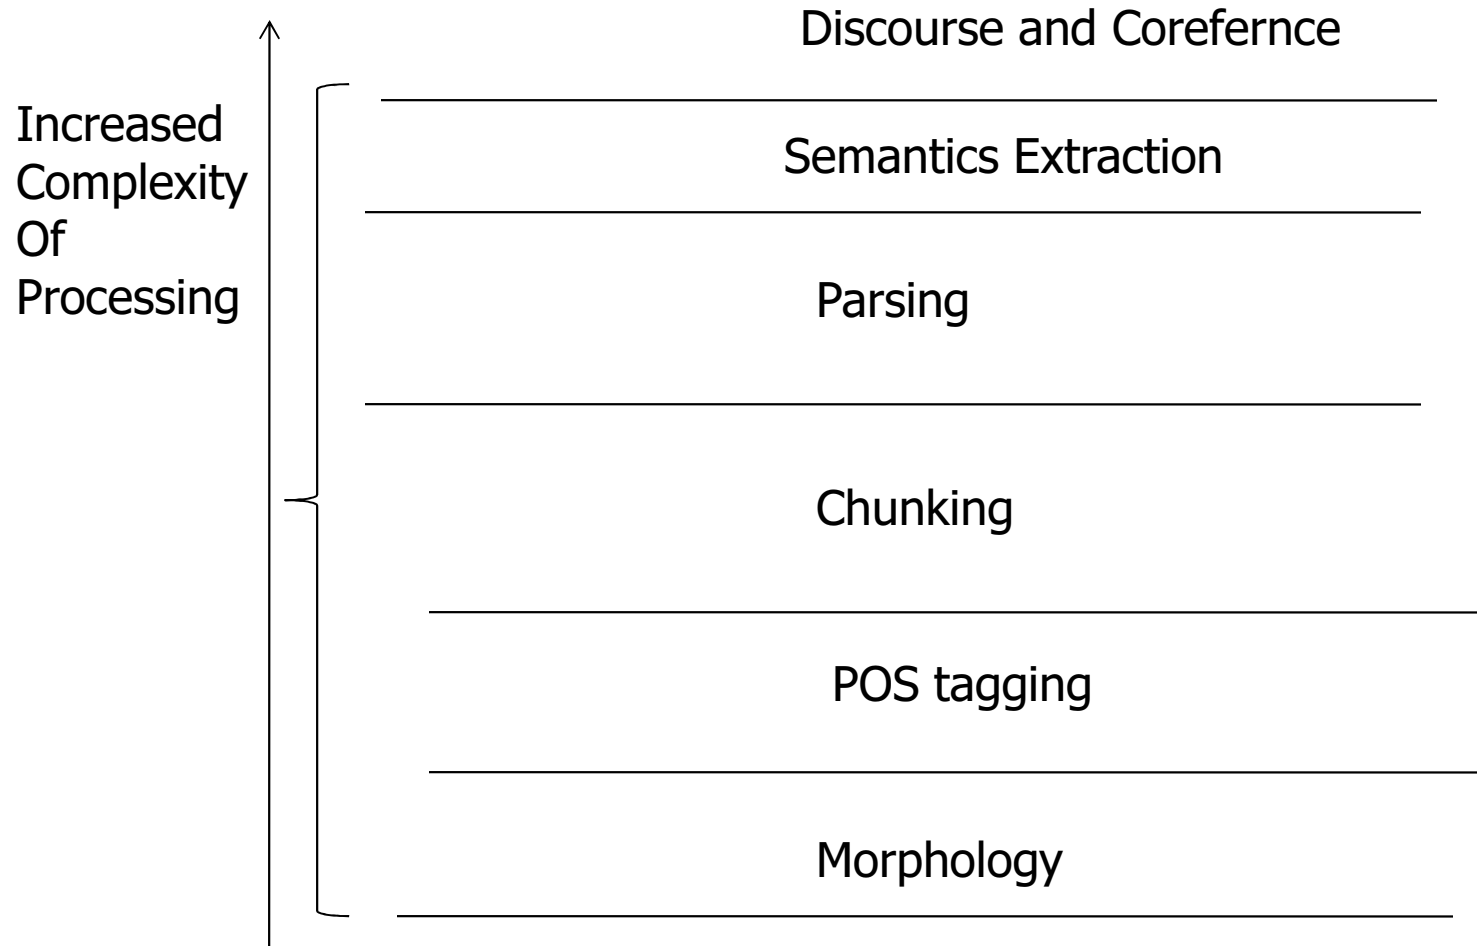 Discourse and Corefernce
Increased
Complexity
Of
Processing
Semantics Extraction
Parsing
Chunking
POS tagging
Morphology